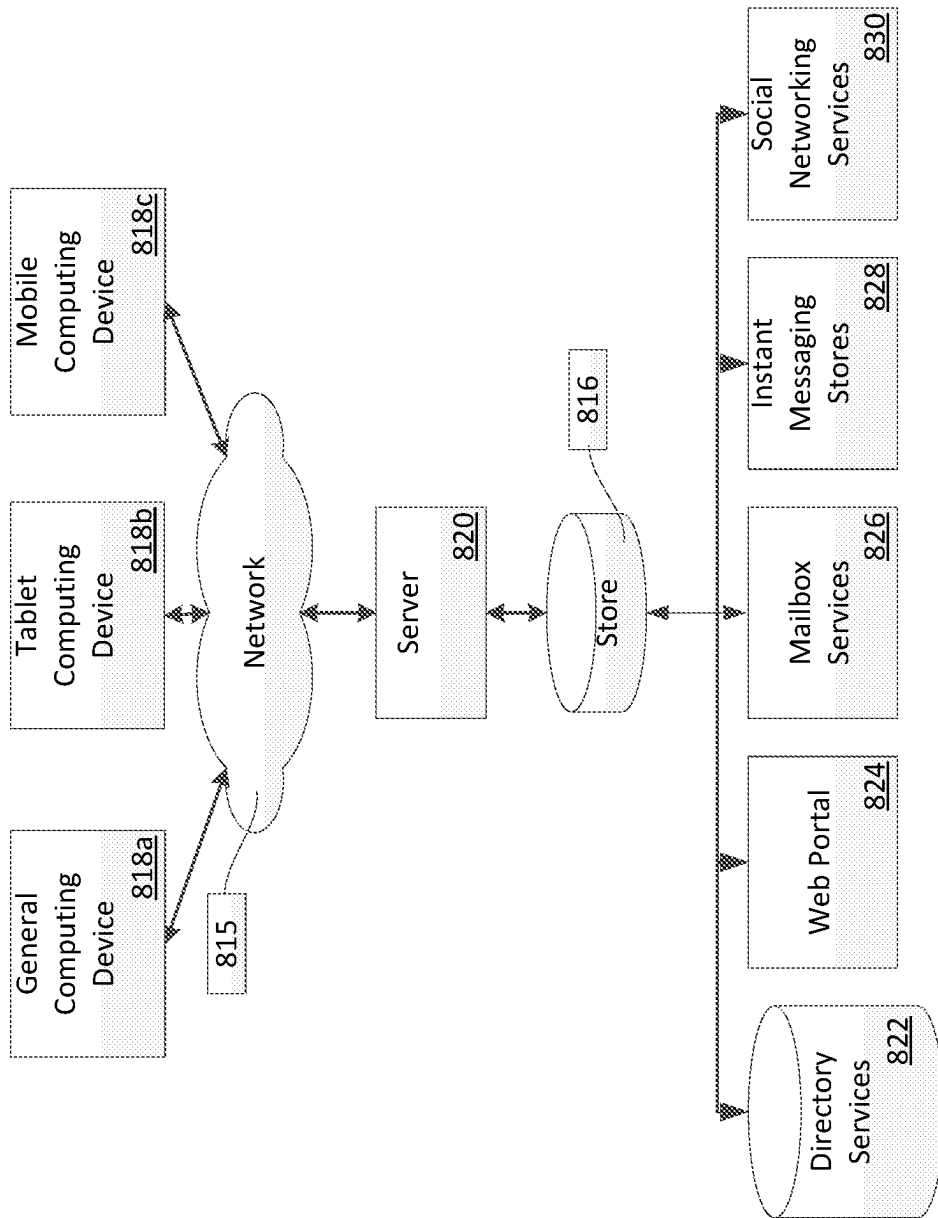 General
Computing
Device
818a
Tablet
Computing
Device
818b
Mobile
Computing
Device
818c
815
Network
Server
820
816
Store
Directory
Services
822
Web Portal
824
Mailbox
Services
826
Instant
Messaging
Stores
828
Social
Networking
Services
830